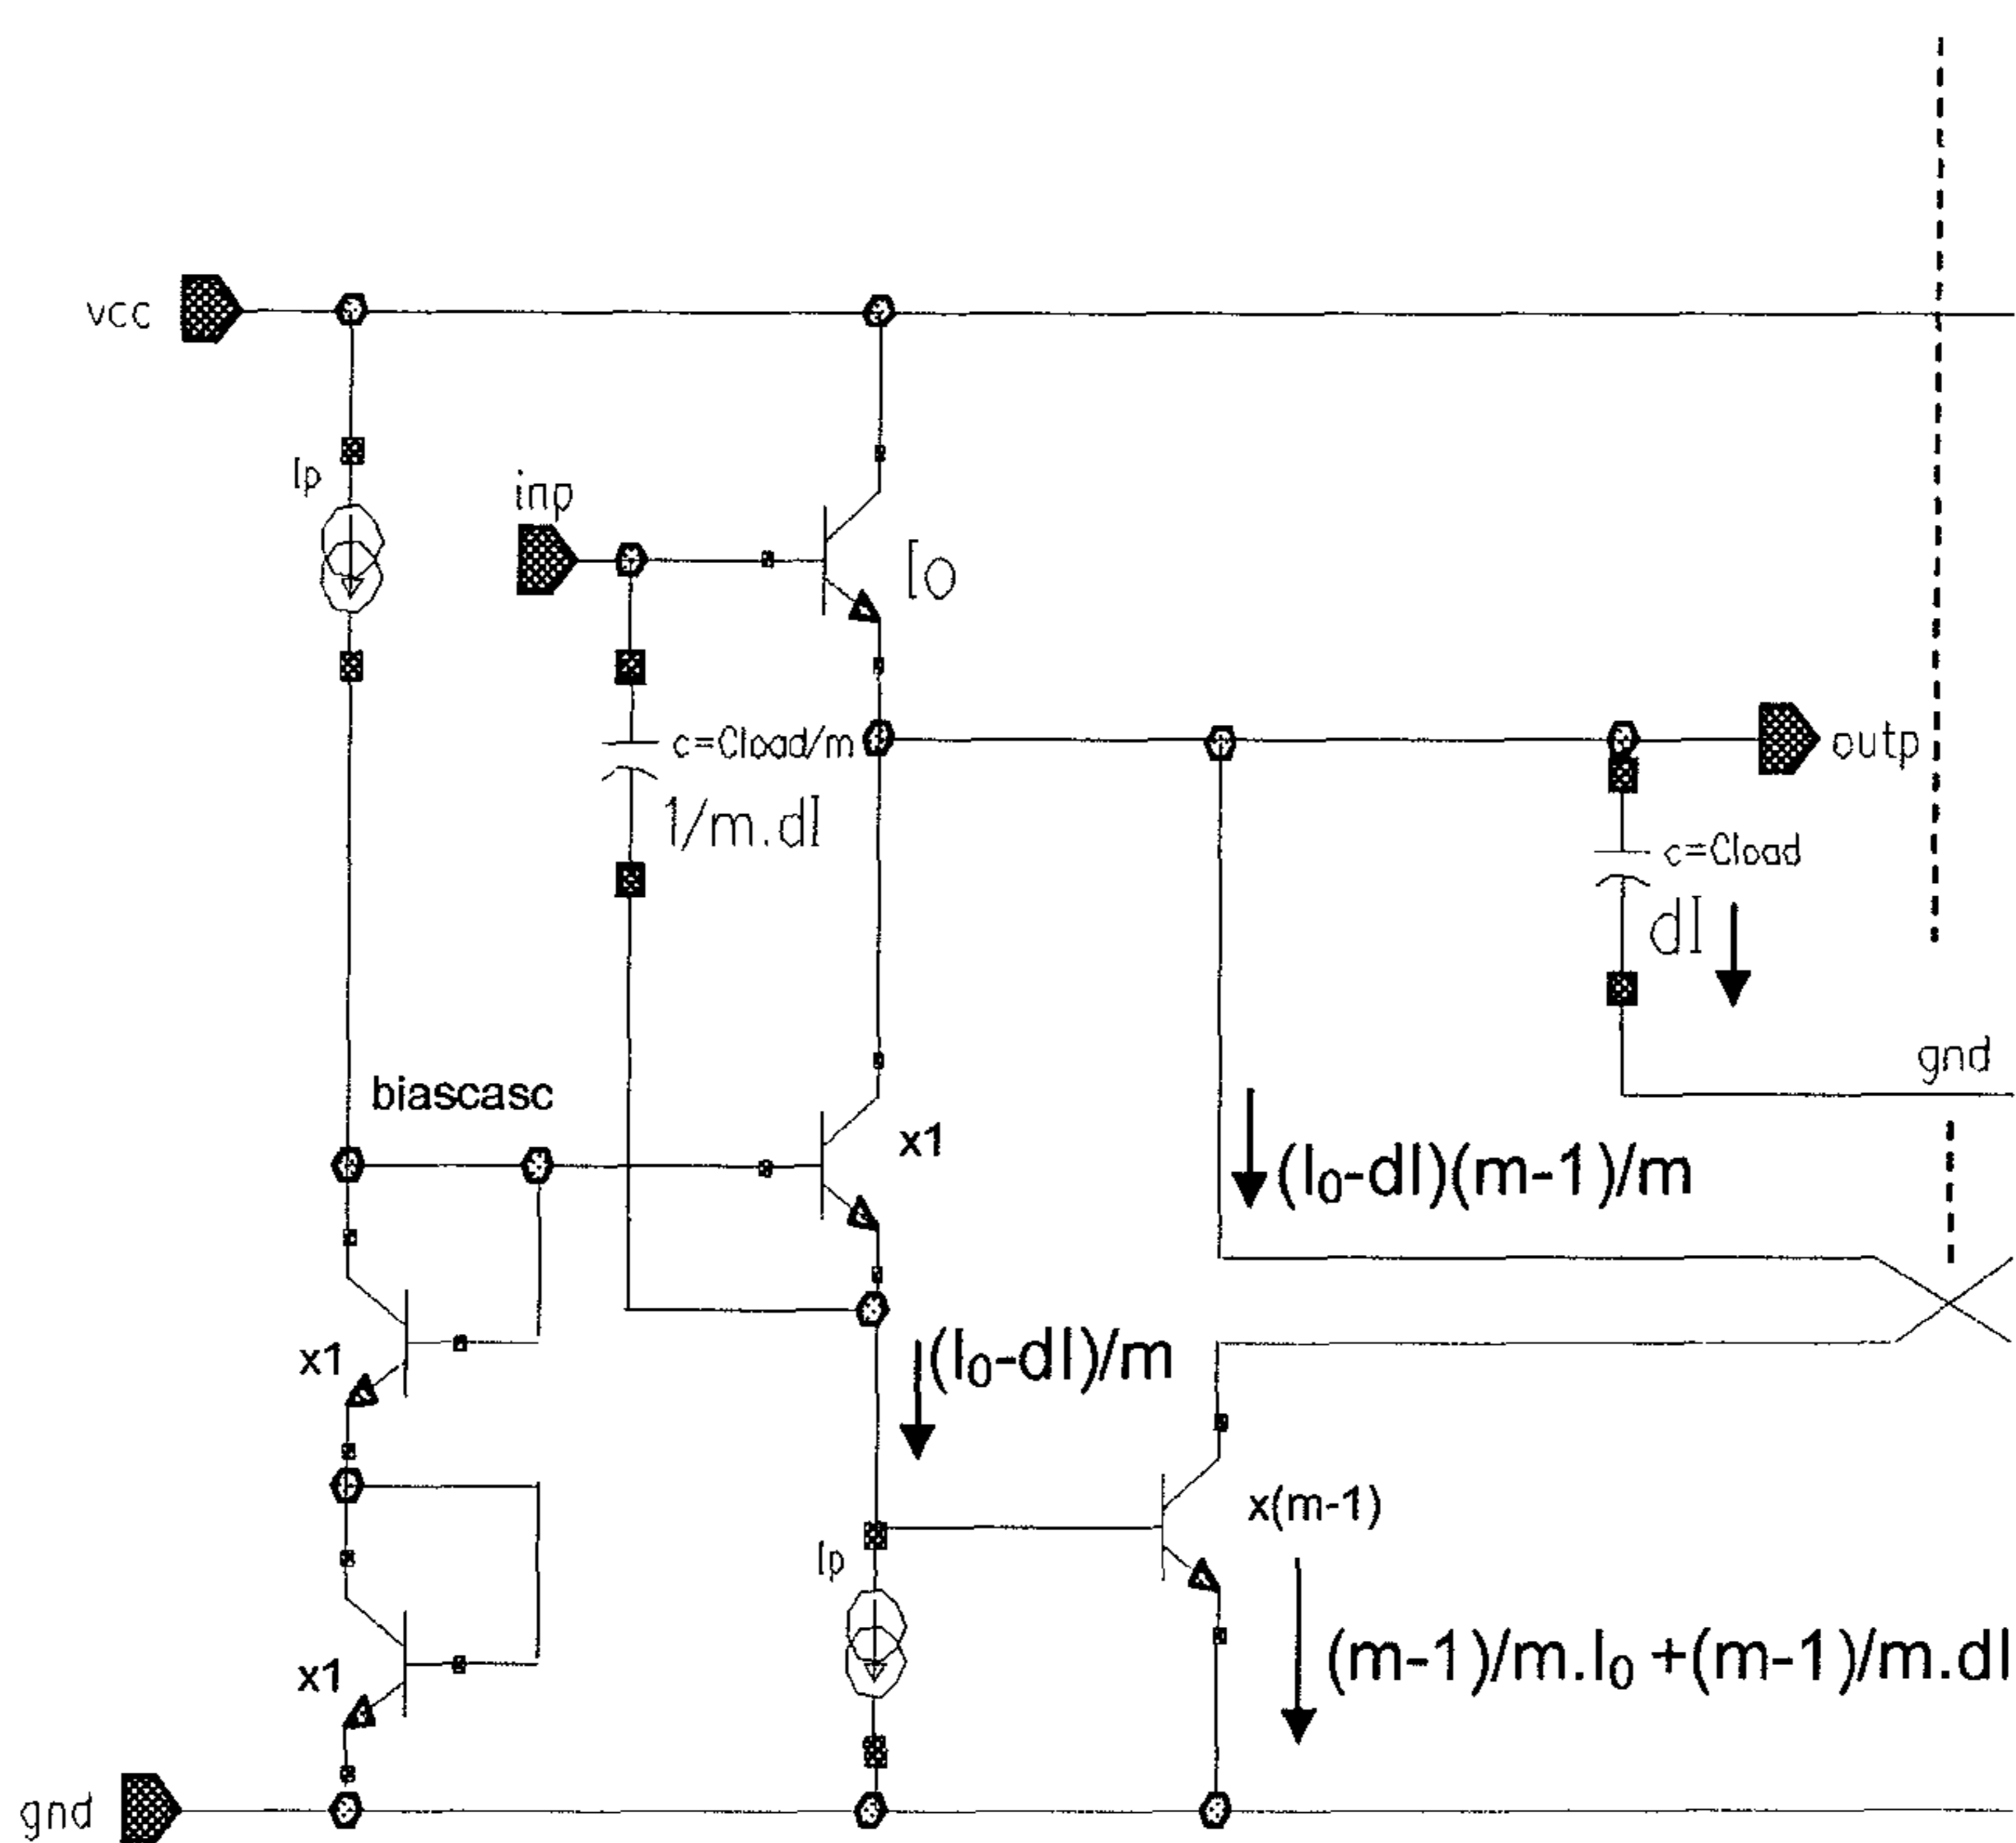 vcc
Ip
inp
Io
c=Cload/m
1/m.dI
outp
c=Cload
dI
gnd
biascasc
x1
(I₀-dI)(m-1)/m
x1
(I₀-dI)/m
x(m-1)
Ip
x1
(m-1)/m.I₀ +(m-1)/m.dI
gnd